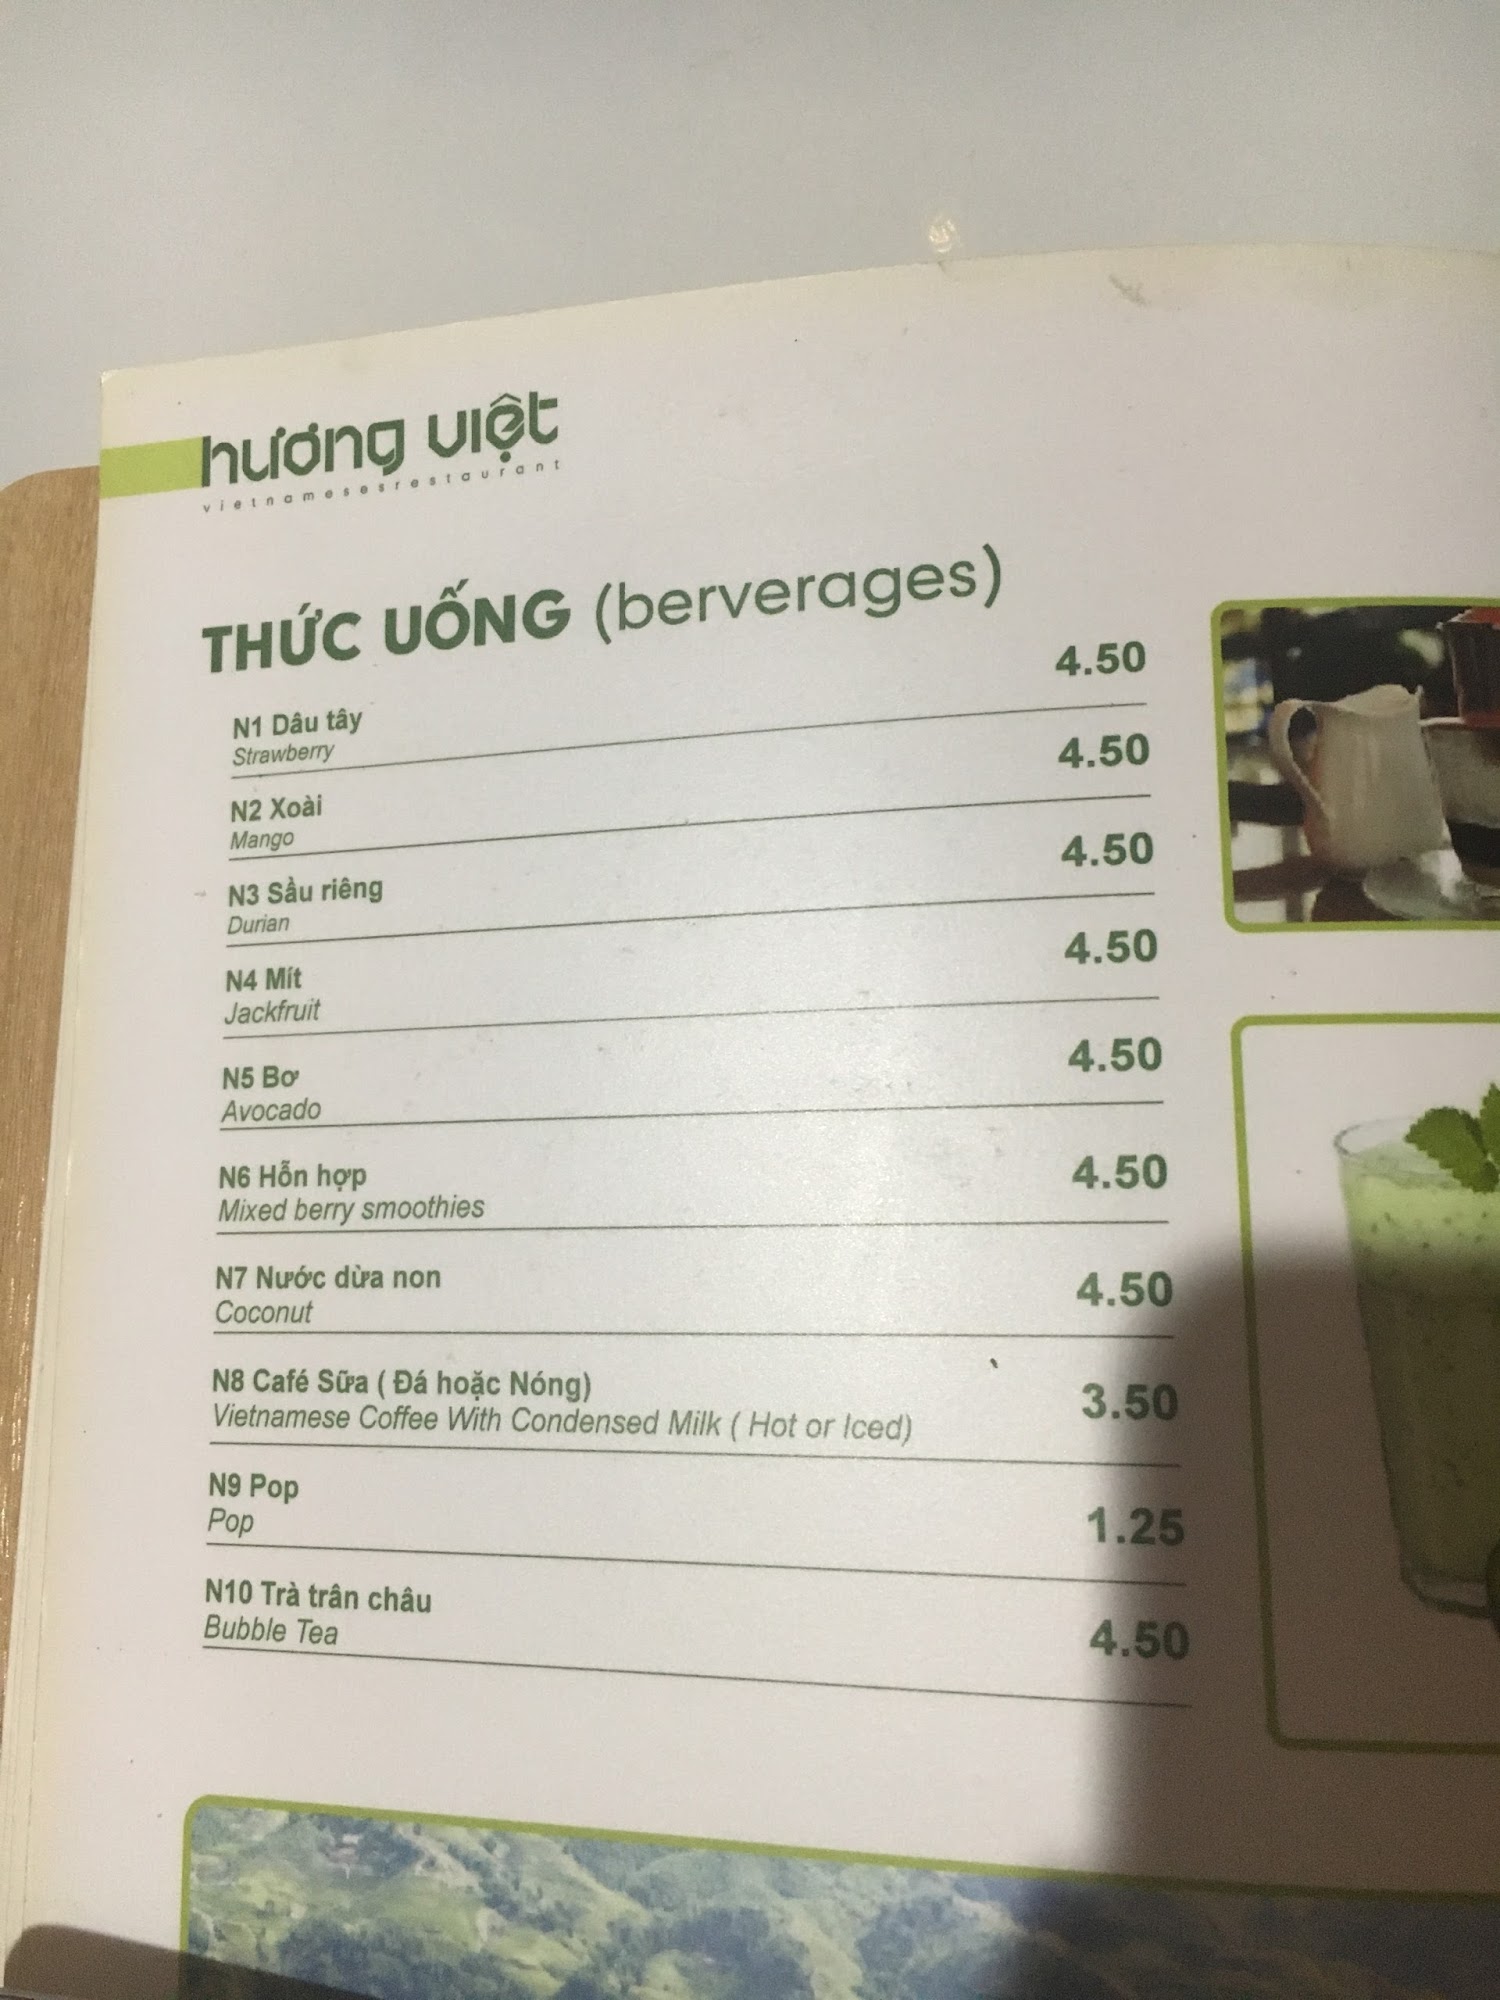 hương việt
vietnamesesrestaurant
THỨC UỐNG (berverages)
N1 Dâu tây 4.50
Strawberry
N2 Xoài 4.50
Mango
N3 Sầu riêng 4.50
Durian
N4 Mít 4.50
Jackfruit
N5 Bơ 4.50
Avocado
N6 Hỗn hợp 4.50
Mixed berry smoothies
N7 Nước dừa non 4.50
Coconut
N8 Café Sữa ( Đá hoặc Nóng) 3.50
Vietnamese Coffee With Condensed Milk ( Hot or Iced)
N9 Pop 1.25
Pop
N10 Trà trân châu 4.50
Bubble Tea